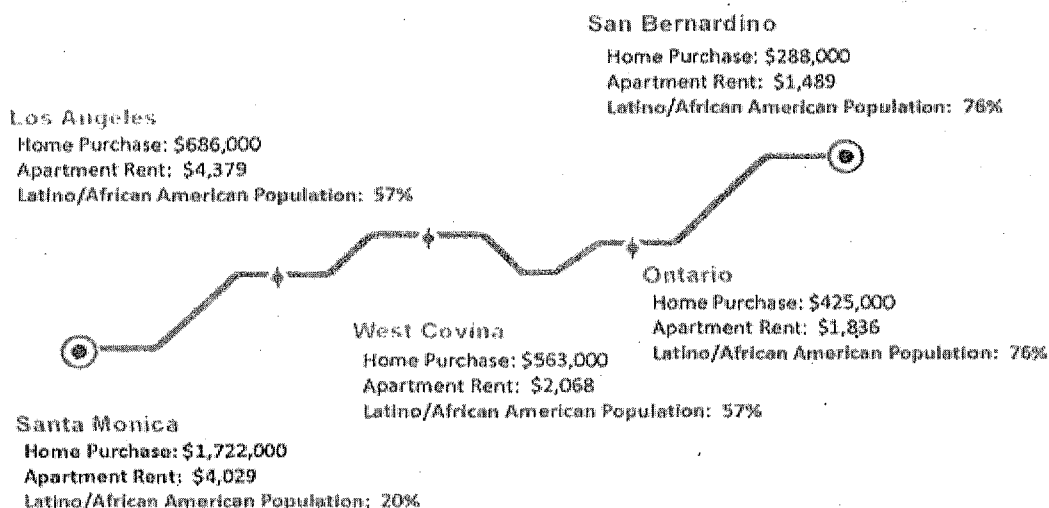 San Bernardino
Home Purchase: $288,000
Apartment Rent: $1,489
Latino/African American Population: 76%
Los Angeles
Home Purchase: $686,000
Apartment Rent: $4,379
Latino/African American Population: 57%
Ontario
Home Purchase: $425,000
Apartment Rent: $1,836
Latino/African American Population: 76%
West Covina
Home Purchase: $563,000
Apartment Rent: $2,068
Latino/African American Population: 57%
Santa Monica
Home Purchase: $1,722,000
Apartment Rent: $4,029
Latino/African American Population: 20%